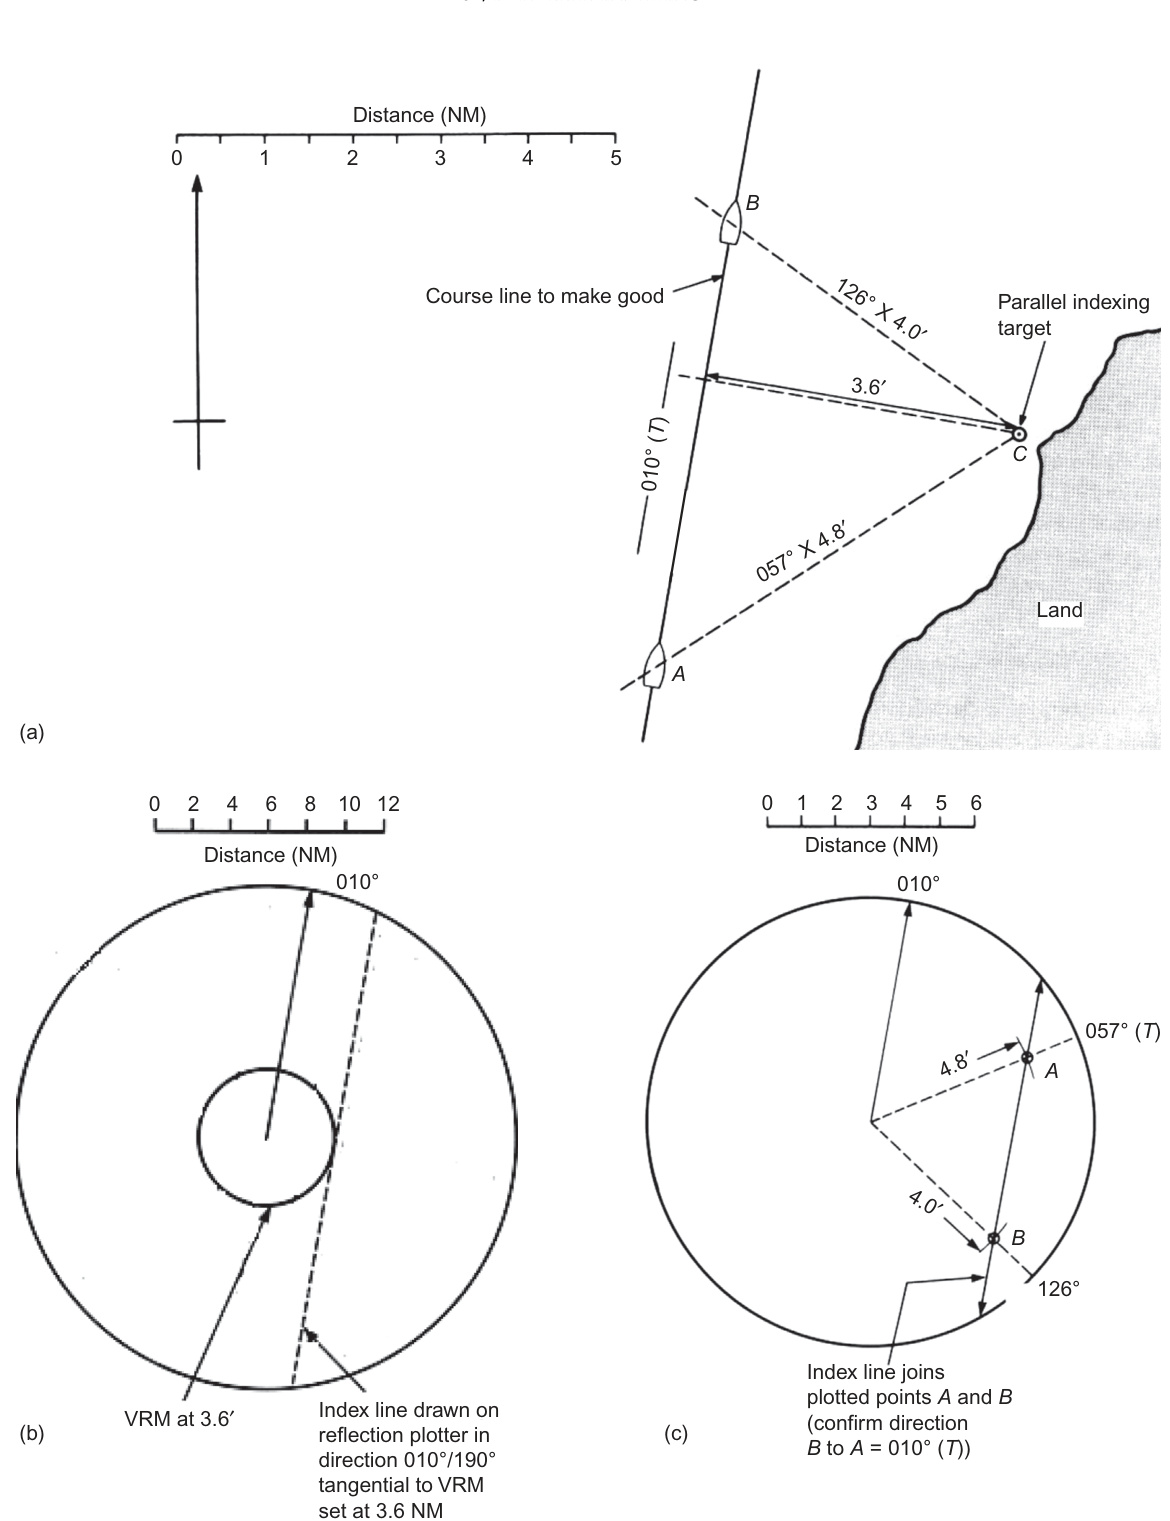 Distance (NM)
0 1 2 3 4 5
B
Course line to make good
126° X 4.0′
Parallel indexing
target
3.6′
010° (T)
C
057° X 4.8′
Land
A
(a)
0 2 4 6 8 10 12
Distance (NM)
010°
VRM at 3.6′
Index line drawn on
reflection plotter in
direction 010°/190°
tangential to VRM
set at 3.6 NM
(b)
0 1 2 3 4 5 6
Distance (NM)
010°
057° (T)
4.8′
A
4.0′
B
126°
Index line joins
plotted points A and B
(confirm direction
B to A = 010° (T))
(c)